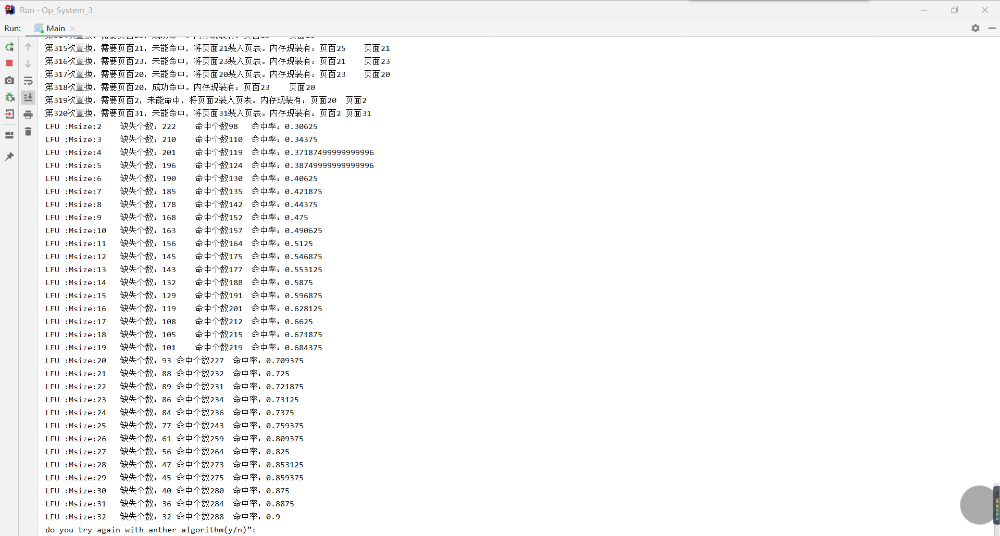 Run - Op_System_3
Run: Main
第315次置换，需要页面21，未能命中，将页面21装入页表。内存现装有：页面25 页面21
第316次置换，需要页面23，未能命中，将页面23装入页表。内存现装有：页面21 页面23
第317次置换，需要页面20，未能命中，将页面20装入页表。内存现装有：页面23 页面20
第318次置换，需要页面20，成功命中。内存现装有：页面23 页面20
第319次置换，需要页面2，未能命中，将页面2装入页表。内存现装有：页面20 页面2
第320次置换，需要页面31，未能命中，将页面31装入页表。内存现装有：页面2 页面31
LFU :Msize:2 缺失个数：222 命中个数98 命中率：0.30625
LFU :Msize:3 缺失个数：210 命中个数110 命中率：0.34375
LFU :Msize:4 缺失个数：201 命中个数119 命中率：0.37187499999999996
LFU :Msize:5 缺失个数：196 命中个数124 命中率：0.38749999999999996
LFU :Msize:6 缺失个数：190 命中个数130 命中率：0.40625
LFU :Msize:7 缺失个数：185 命中个数135 命中率：0.421875
LFU :Msize:8 缺失个数：178 命中个数142 命中率：0.44375
LFU :Msize:9 缺失个数：168 命中个数152 命中率：0.475
LFU :Msize:10 缺失个数：163 命中个数157 命中率：0.490625
LFU :Msize:11 缺失个数：156 命中个数164 命中率：0.5125
LFU :Msize:12 缺失个数：145 命中个数175 命中率：0.546875
LFU :Msize:13 缺失个数：143 命中个数177 命中率：0.553125
LFU :Msize:14 缺失个数：132 命中个数188 命中率：0.5875
LFU :Msize:15 缺失个数：129 命中个数191 命中率：0.596875
LFU :Msize:16 缺失个数：119 命中个数201 命中率：0.628125
LFU :Msize:17 缺失个数：108 命中个数212 命中率：0.6625
LFU :Msize:18 缺失个数：105 命中个数215 命中率：0.671875
LFU :Msize:19 缺失个数：101 命中个数219 命中率：0.684375
LFU :Msize:20 缺失个数：93 命中个数227 命中率：0.709375
LFU :Msize:21 缺失个数：88 命中个数232 命中率：0.725
LFU :Msize:22 缺失个数：89 命中个数231 命中率：0.721875
LFU :Msize:23 缺失个数：86 命中个数234 命中率：0.73125
LFU :Msize:24 缺失个数：84 命中个数236 命中率：0.7375
LFU :Msize:25 缺失个数：77 命中个数243 命中率：0.759375
LFU :Msize:26 缺失个数：61 命中个数259 命中率：0.809375
LFU :Msize:27 缺失个数：56 命中个数264 命中率：0.825
LFU :Msize:28 缺失个数：47 命中个数273 命中率：0.853125
LFU :Msize:29 缺失个数：45 命中个数275 命中率：0.859375
LFU :Msize:30 缺失个数：40 命中个数280 命中率：0.875
LFU :Msize:31 缺失个数：36 命中个数284 命中率：0.8875
LFU :Msize:32 缺失个数：32 命中个数288 命中率：0.9
do you try again with anther algorithm(y/n)”: